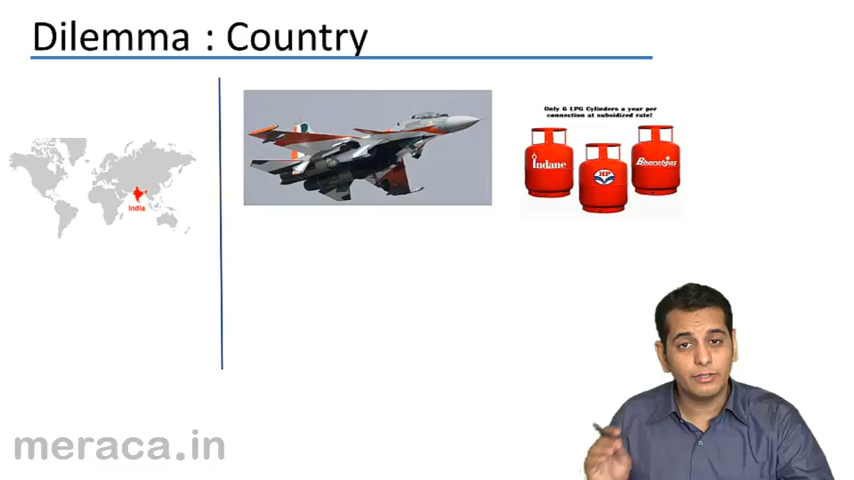 Dilemma : Country
Only 6 LPG Cylinders a year per
connection at subsidized rate!
Indane
HP
Bharatgas
India
meraca.in